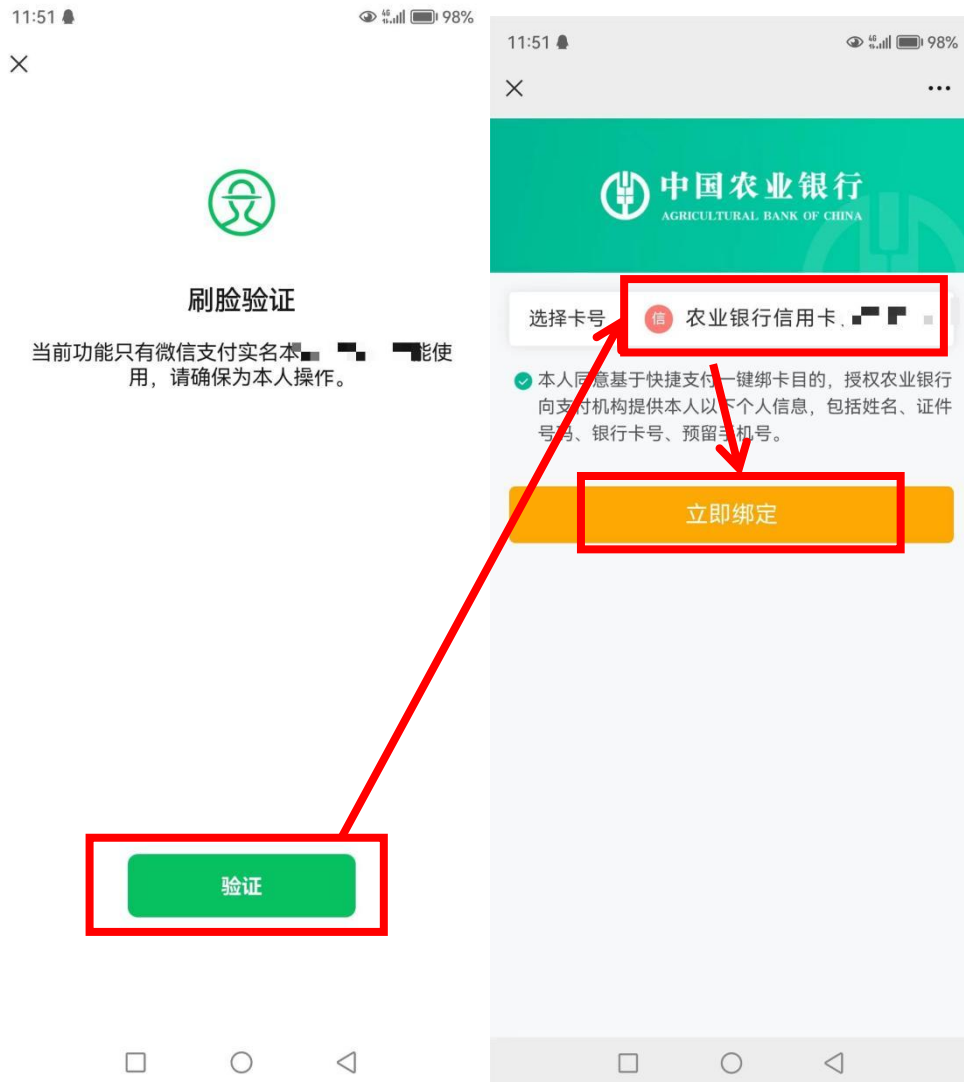 11:51
98%
刷脸验证
当前功能只有微信支付实名本
能使
用，请确保为本人操作。
验证
11:51
98%
中国农业银行
AGRICULTURAL BANK OF CHINA
选择卡号
信
农业银行信用卡
本人同意基于快捷支付一键绑卡目的，授权农业银行
向支付机构提供本人以下个人信息，包括姓名、证件
号码、银行卡号、预留手机号。
立即绑定